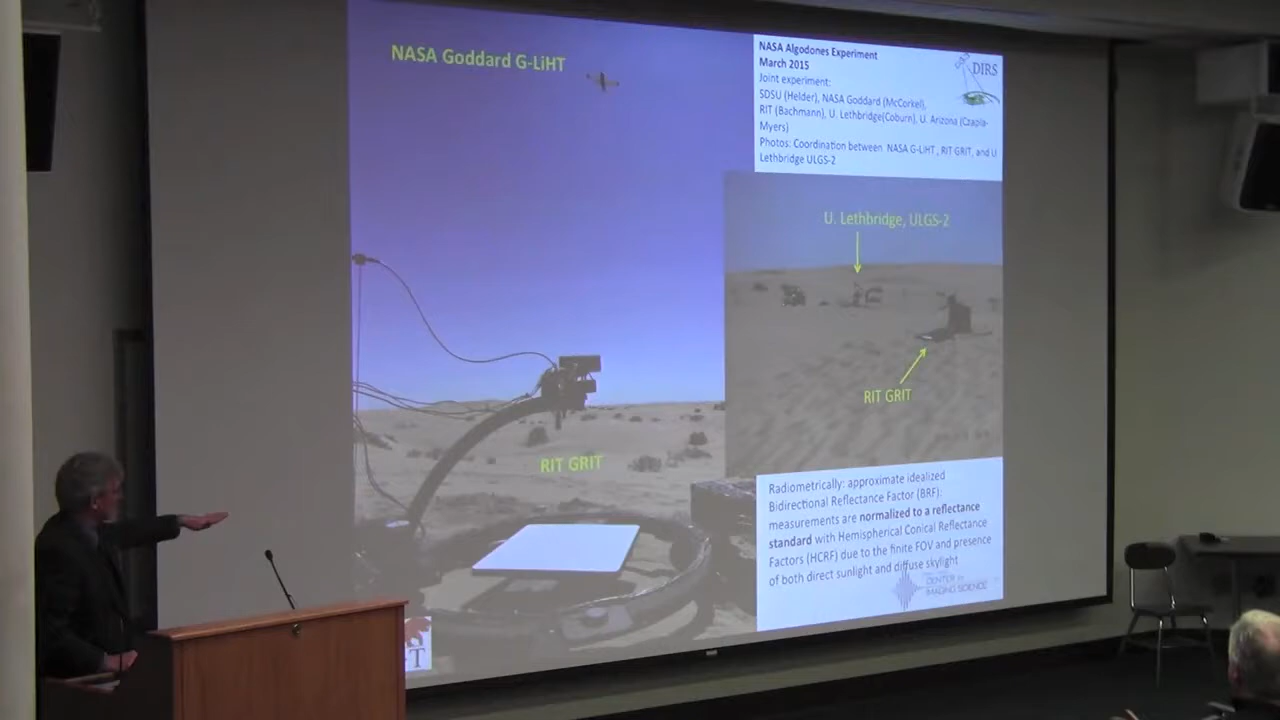 NASA Goddard G-LiHT
NASA Algodones Experiment
March 2015
Joint experiment:
SDSU (Helder), NASA Goddard (McCorkel),
RIT (Bachmann), U. Lethbridge(Coburn), U. Arizona (Czapla-
Myers)
Photos: Coordination between NASA G-LiHT , RIT GRIT, and U
Lethbridge ULGS-2
DIRS
U. Lethbridge, ULGS-2
RIT GRIT
RIT GRIT
Radiometrically: approximate idealized
Bidirectional Reflectance Factor (BRF):
measurements are normalized to a reflectance
standard with Hemispherical Conical Reflectance
Factors (HCRF) due to the finite FOV and presence
of both direct sunlight and diffuse skylight
CENTER for
IMAGING SCIENCE